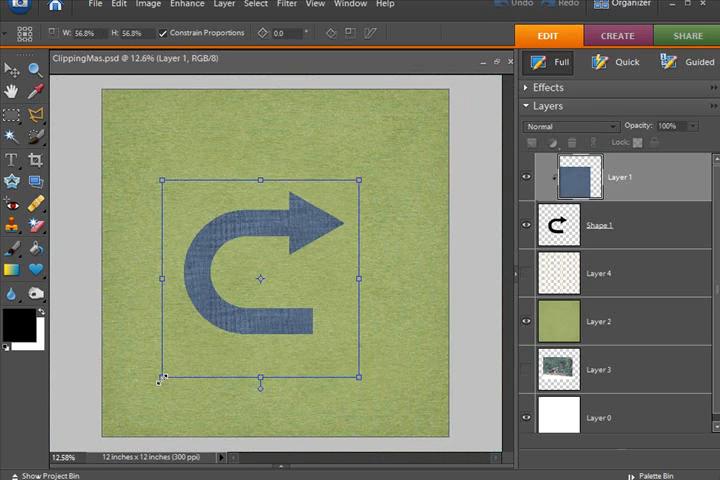 File Edit Image Enhance Layer Select Filter View Window Help Undo Redo Organizer
W: 56.8% H: 56.8% Constrain Proportions 0.0 ° EDIT CREATE SHARE
ClippingMas.psd @ 12.6% (Layer 1, RGB/8)
Full Quick Guided
Effects
Layers
Normal Opacity: 100%
Lock:
Layer 1
Shape 1
Layer 4
Layer 2
Layer 3
Layer 0
12.58% 12 inches x 12 inches (300 ppi)
Show Project Bin Palette Bin